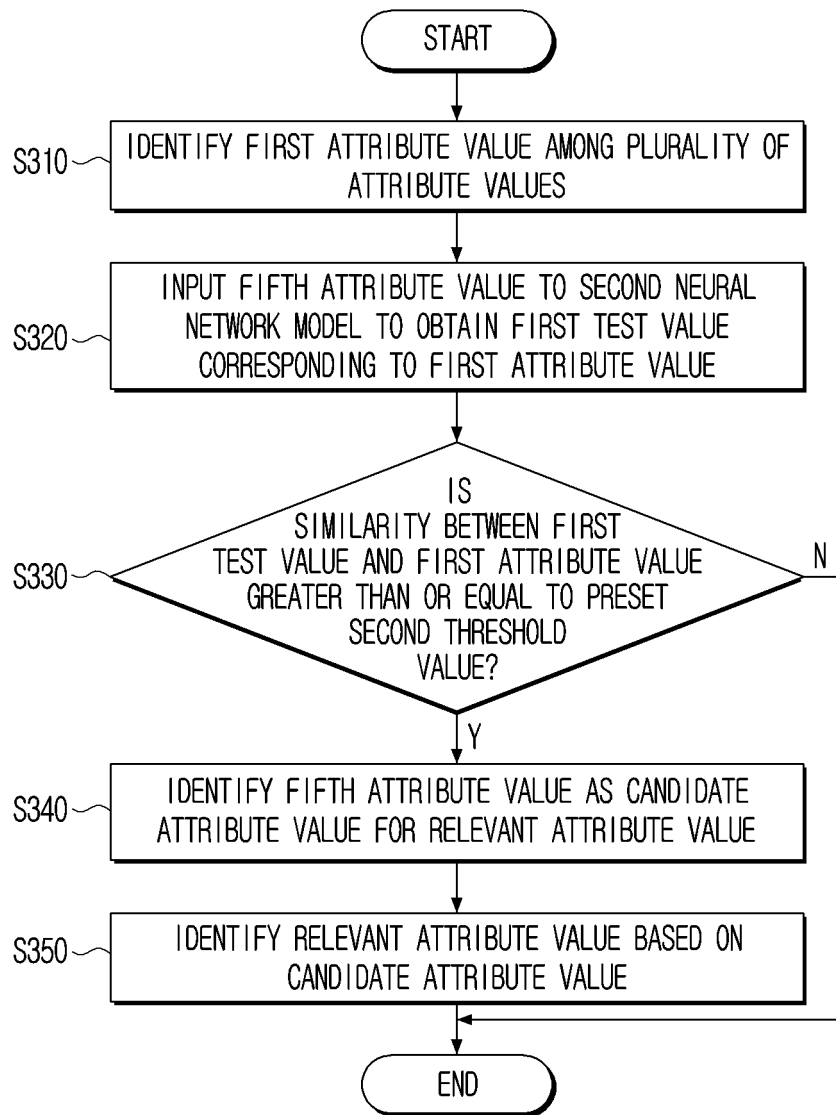 START
S310
IDENTIFY FIRST ATTRIBUTE VALUE AMONG PLURALITY OF
ATTRIBUTE VALUES
S320
INPUT FIFTH ATTRIBUTE VALUE TO SECOND NEURAL
NETWORK MODEL TO OBTAIN FIRST TEST VALUE
CORRESPONDING TO FIRST ATTRIBUTE VALUE
S330
IS
SIMILARITY BETWEEN FIRST
TEST VALUE AND FIRST ATTRIBUTE VALUE
GREATER THAN OR EQUAL TO PRESET
SECOND THRESHOLD
VALUE?
N
Y
S340
IDENTIFY FIFTH ATTRIBUTE VALUE AS CANDIDATE
ATTRIBUTE VALUE FOR RELEVANT ATTRIBUTE VALUE
S350
IDENTIFY RELEVANT ATTRIBUTE VALUE BASED ON
CANDIDATE ATTRIBUTE VALUE
END